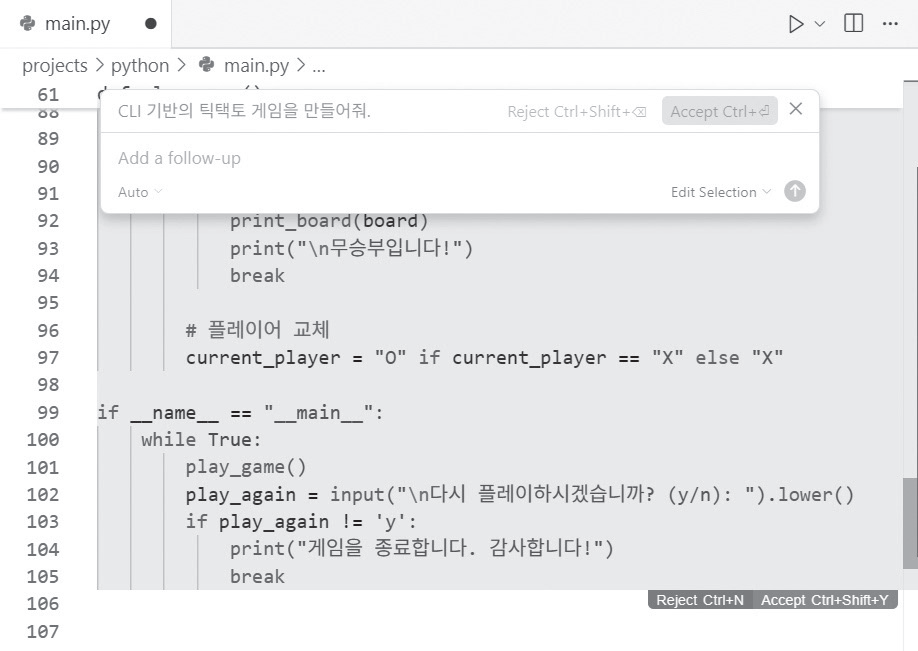 main.py
projects > python > main.py > ...
61
CLI 기반의 틱택토 게임을 만들어줘. Reject Ctrl+Shift+⌫ Accept Ctrl+⏎
88
89
Add a follow-up
90
91
Auto Edit Selection
92 print_board(board)
93 print("\n무승부입니다!")
94 break
95
96 # 플레이어 교체
97 current_player = "O" if current_player == "X" else "X"
98
99 if __name__ == "__main__":
100 while True:
101 play_game()
102 play_again = input("\n다시 플레이하시겠습니까? (y/n): ").lower()
103 if play_again != 'y':
104 print("게임을 종료합니다. 감사합니다!")
105 break
106
Reject Ctrl+N Accept Ctrl+Shift+Y
107